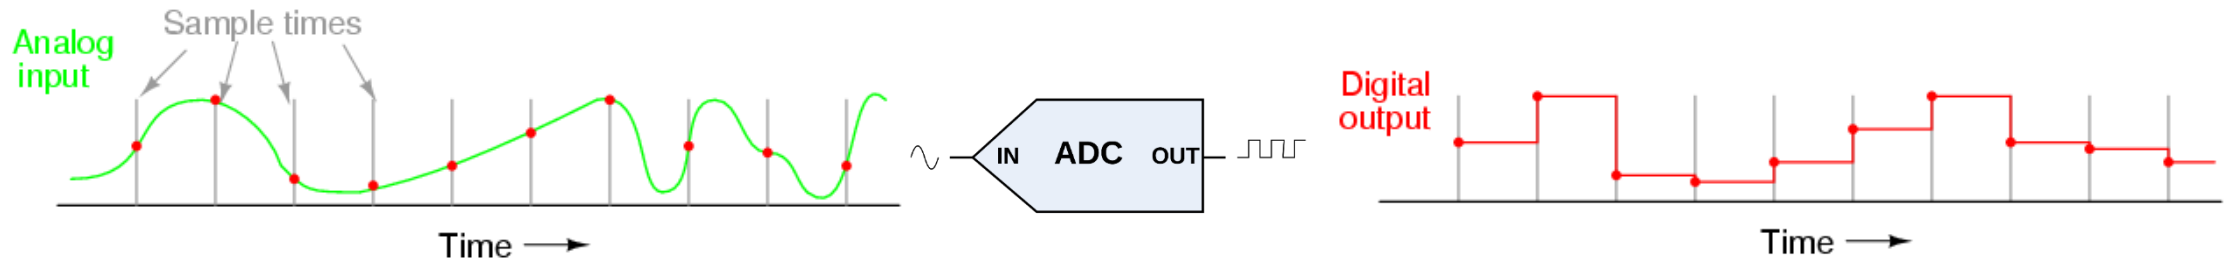 Sample times
Analog
input
Time
IN
ADC
OUT
Digital
output
Time